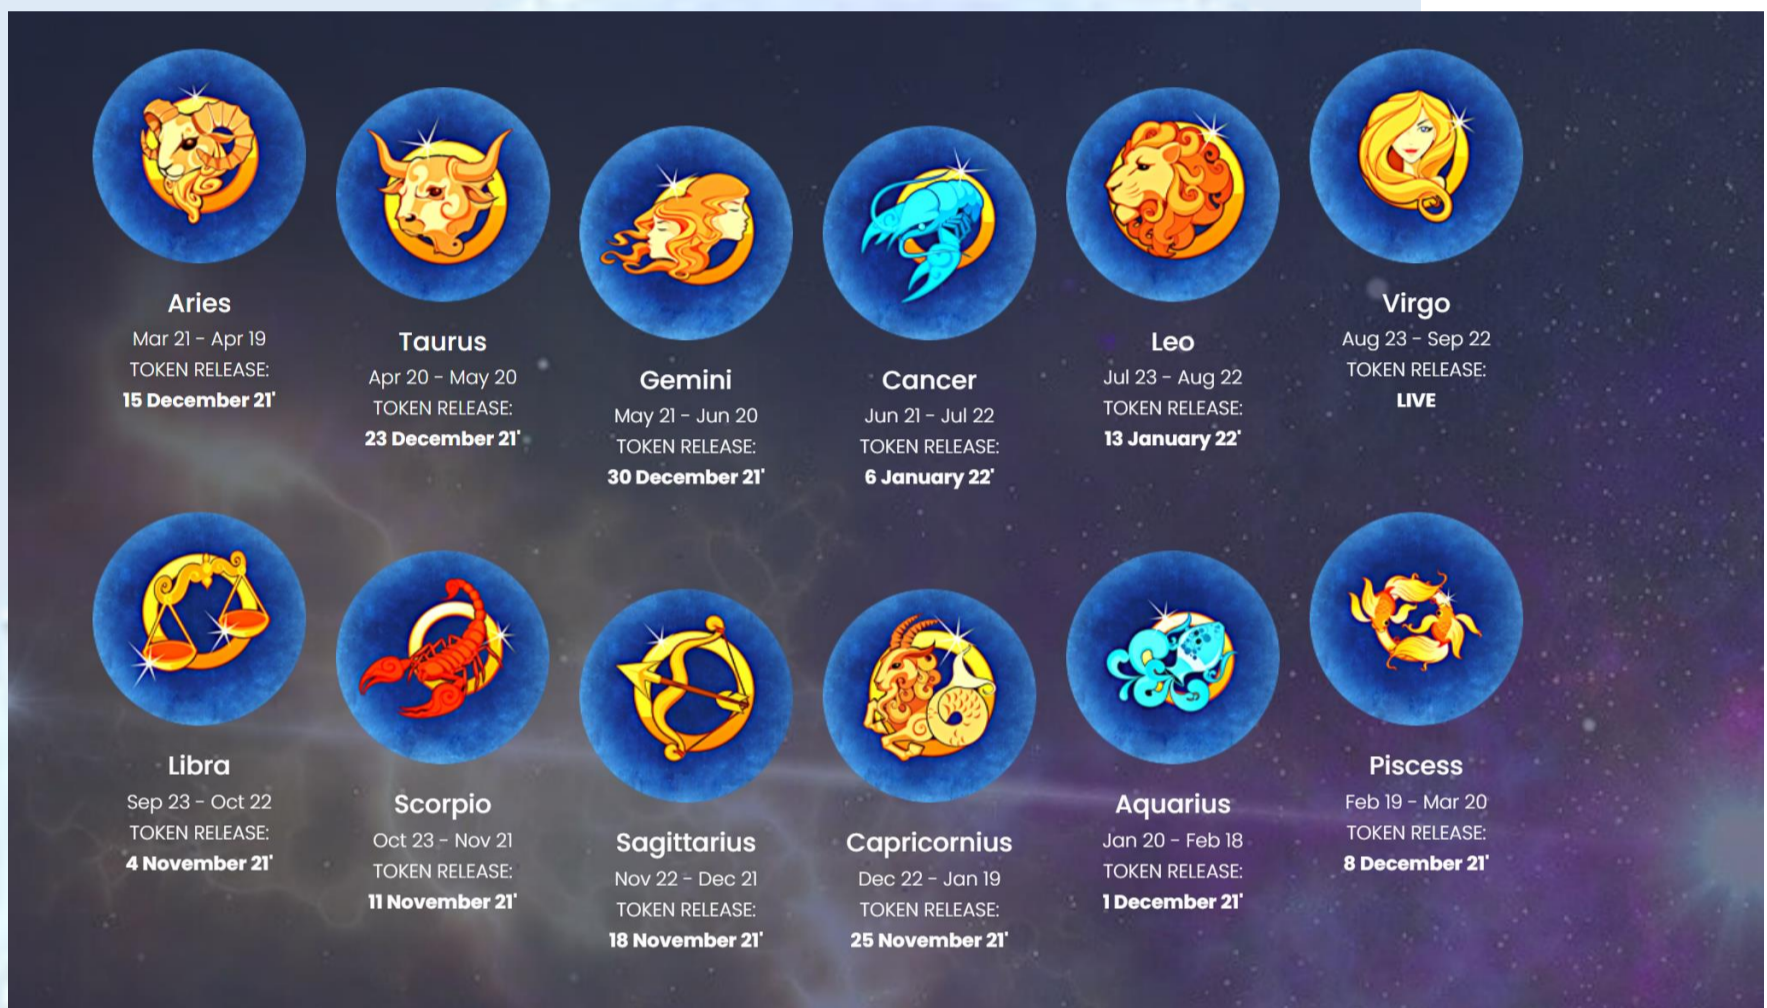 Aries
Mar 21 - Apr 19
TOKEN RELEASE:
15 December 21'
Taurus
Apr 20 - May 20
TOKEN RELEASE:
23 December 21'
Gemini
May 21 - Jun 20
TOKEN RELEASE:
30 December 21'
Cancer
Jun 21 - Jul 22
TOKEN RELEASE:
6 January 22'
Leo
Jul 23 - Aug 22
TOKEN RELEASE:
13 January 22'
Virgo
Aug 23 - Sep 22
TOKEN RELEASE:
LIVE
Libra
Sep 23 - Oct 22
TOKEN RELEASE:
4 November 21'
Scorpio
Oct 23 - Nov 21
TOKEN RELEASE:
11 November 21'
Sagittarius
Nov 22 - Dec 21
TOKEN RELEASE:
18 November 21'
Capricornius
Dec 22 - Jan 19
TOKEN RELEASE:
25 November 21'
Aquarius
Jan 20 - Feb 18
TOKEN RELEASE:
1 December 21'
Piscess
Feb 19 - Mar 20
TOKEN RELEASE:
8 December 21'